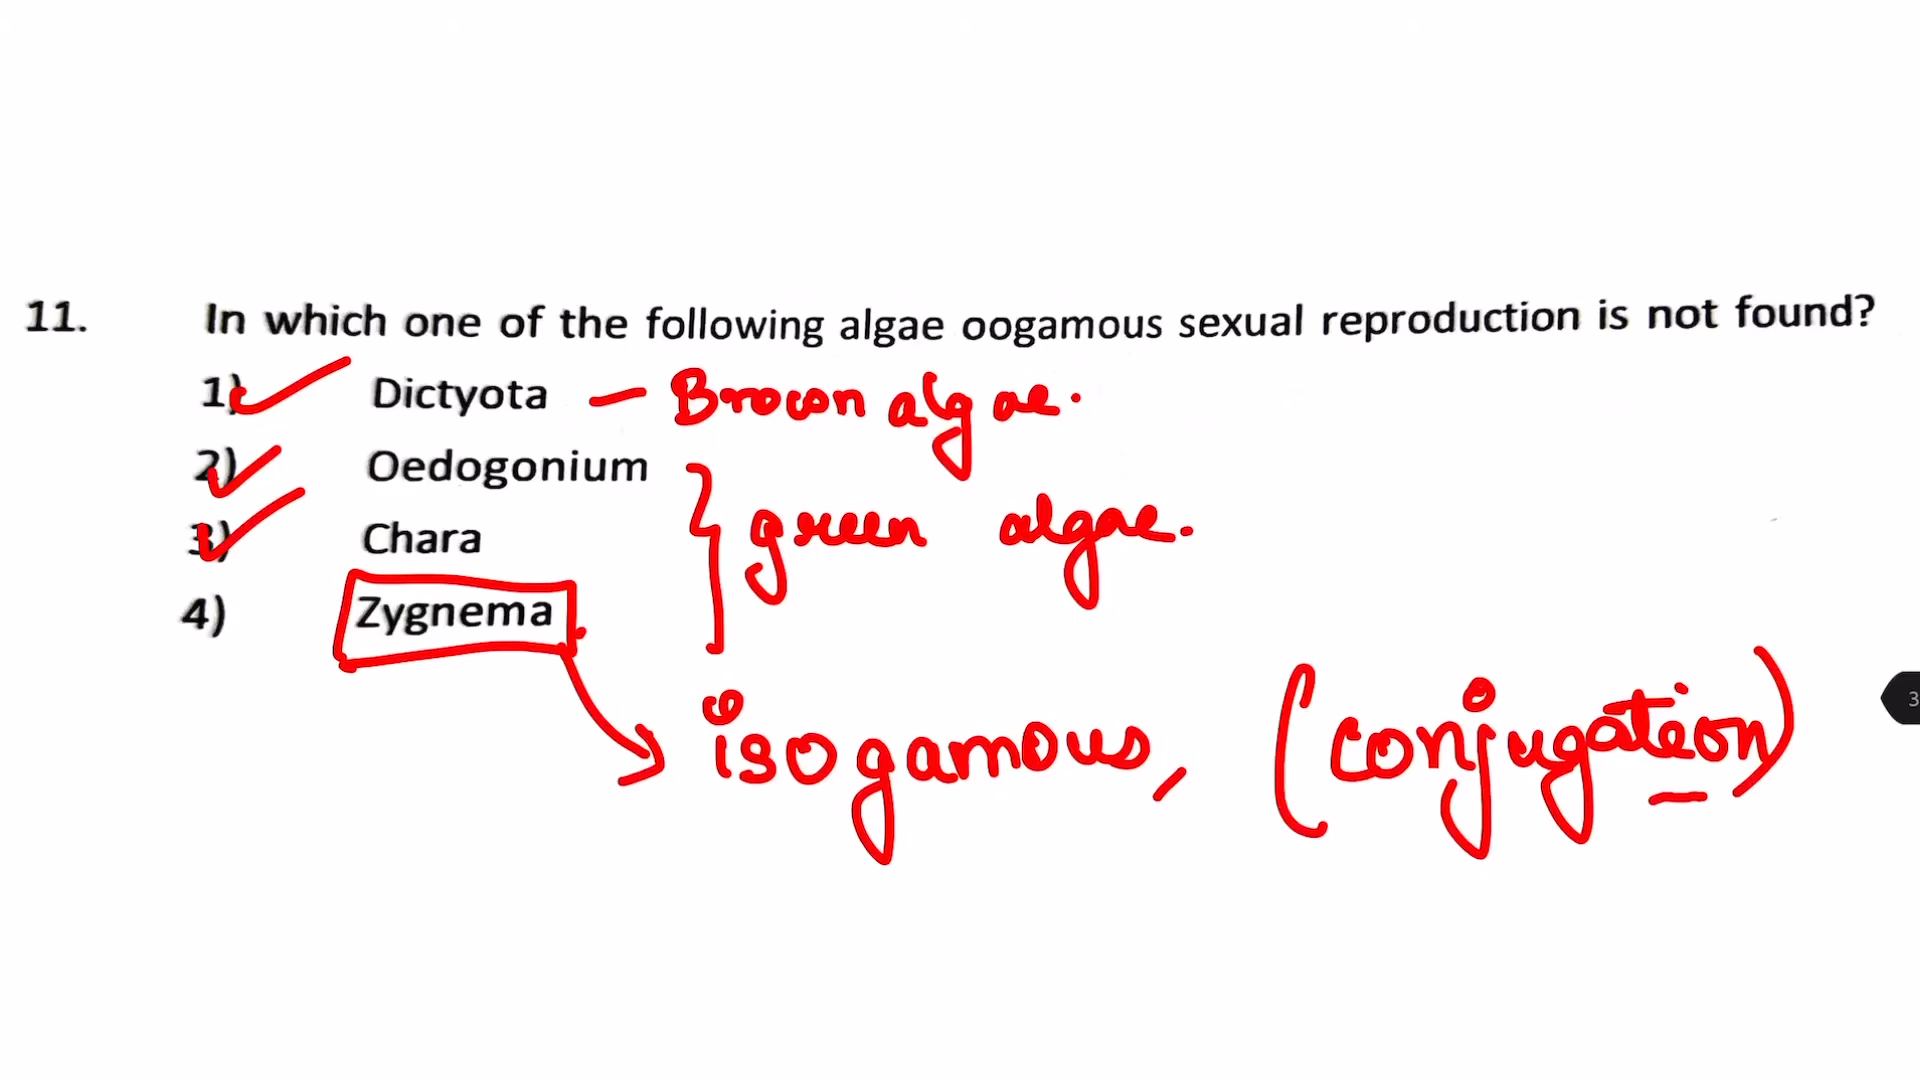 11. In which one of the following algae oogamous sexual reproduction is not found?
1) Dictyota - Brown algae.
2) Oedogonium
3) Chara
green algae.
4) Zygnema
isogamous, (conjugation)
3